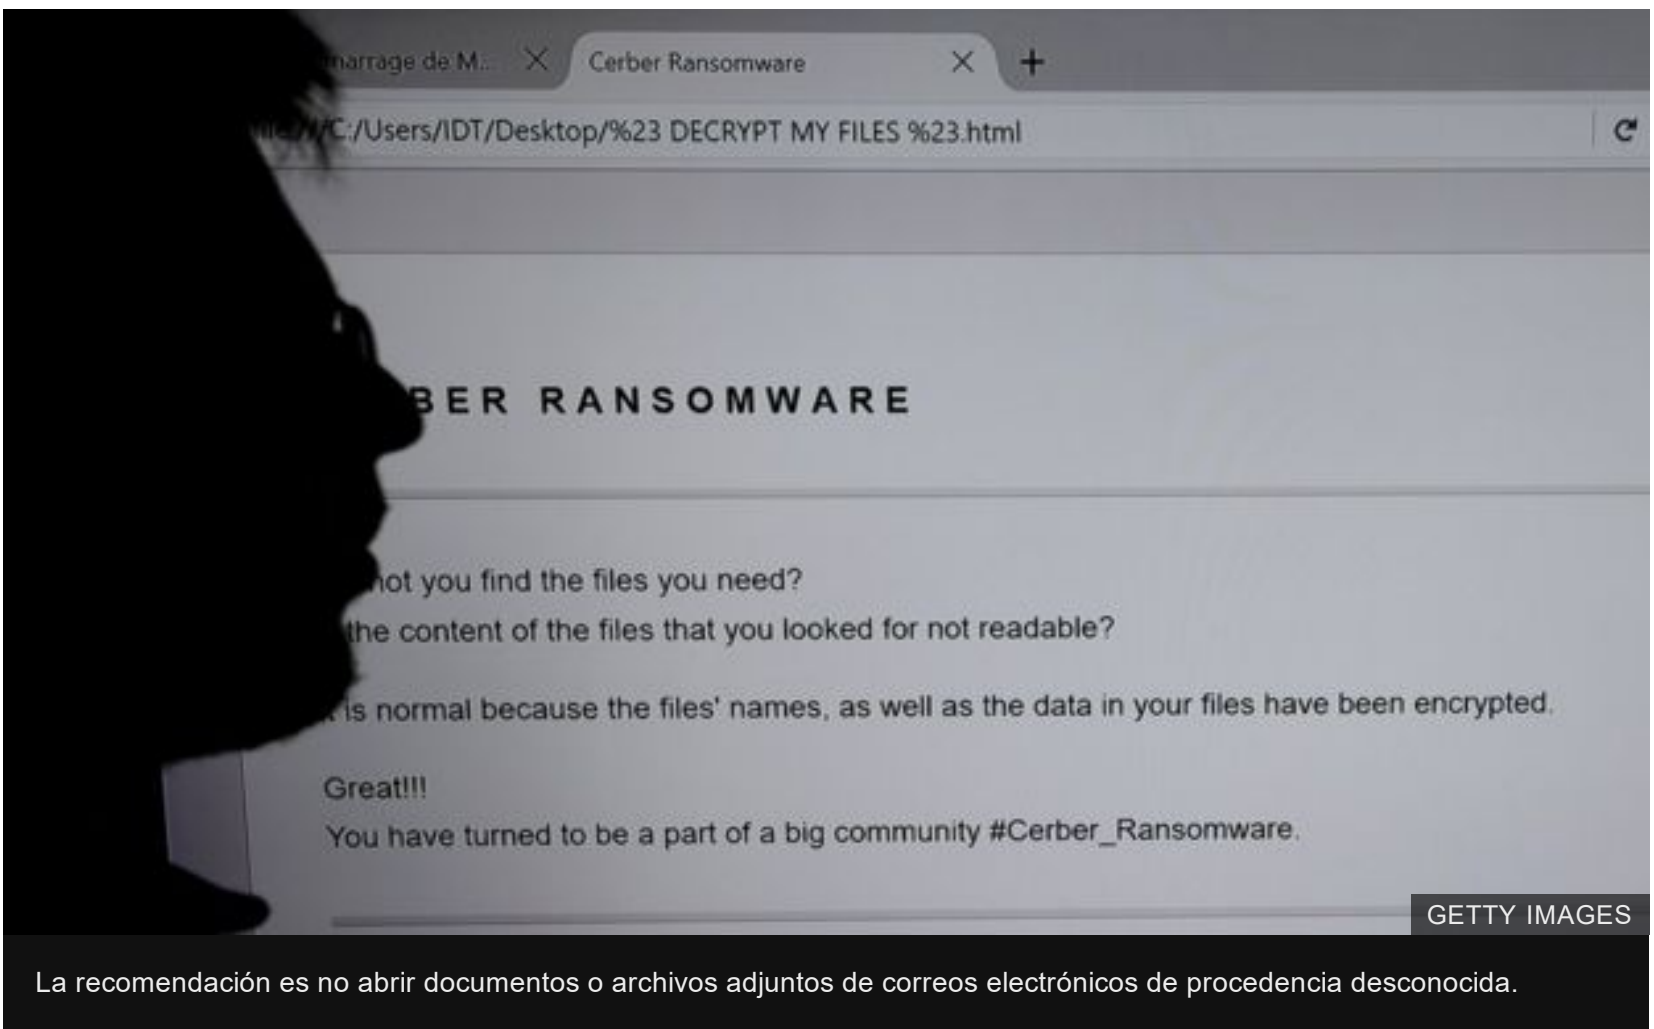 marrage de M...
Cerber Ransomware
C:/Users/IDT/Desktop/%23 DECRYPT MY FILES %23.html
BER RANSOMWARE
not you find the files you need?
the content of the files that you looked for not readable?
is normal because the files' names, as well as the data in your files have been encrypted.
Great!!!
You have turned to be a part of a big community #Cerber_Ransomware.
GETTY IMAGES
La recomendación es no abrir documentos o archivos adjuntos de correos electrónicos de procedencia desconocida.